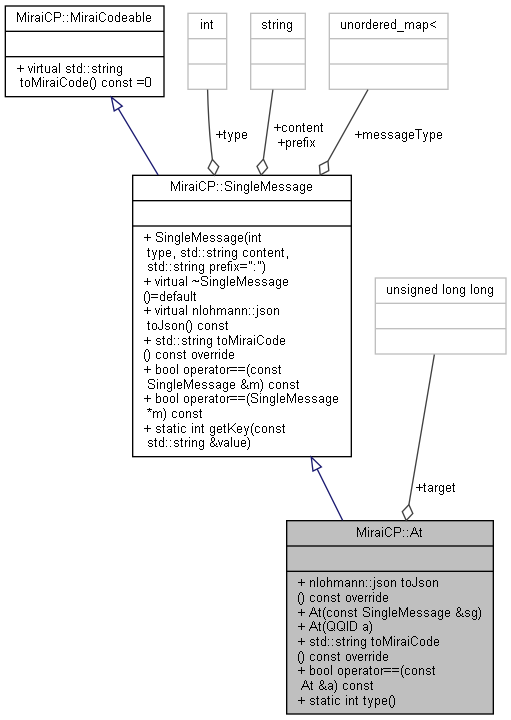 MiraiCP::MiraiCodeable
+ virtual std::string
toMiraiCode() const =0
int
string
unordered_map<
+type
+content
+prefix
+messageType
MiraiCP::SingleMessage
+ SingleMessage(int
type, std::string content,
std::string prefix=":")
+ virtual ~SingleMessage
()=default
+ virtual nlohmann::json
toJson() const
+ std::string toMiraiCode
() const override
+ bool operator==(const
SingleMessage &m) const
+ bool operator==(SingleMessage
*m) const
+ static int getKey(const
std::string &value)
unsigned long long
+target
MiraiCP::At
+ nlohmann::json toJson
() const override
+ At(const SingleMessage &sg)
+ At(QQID a)
+ std::string toMiraiCode
() const override
+ bool operator==(const
At &a) const
+ static int type()